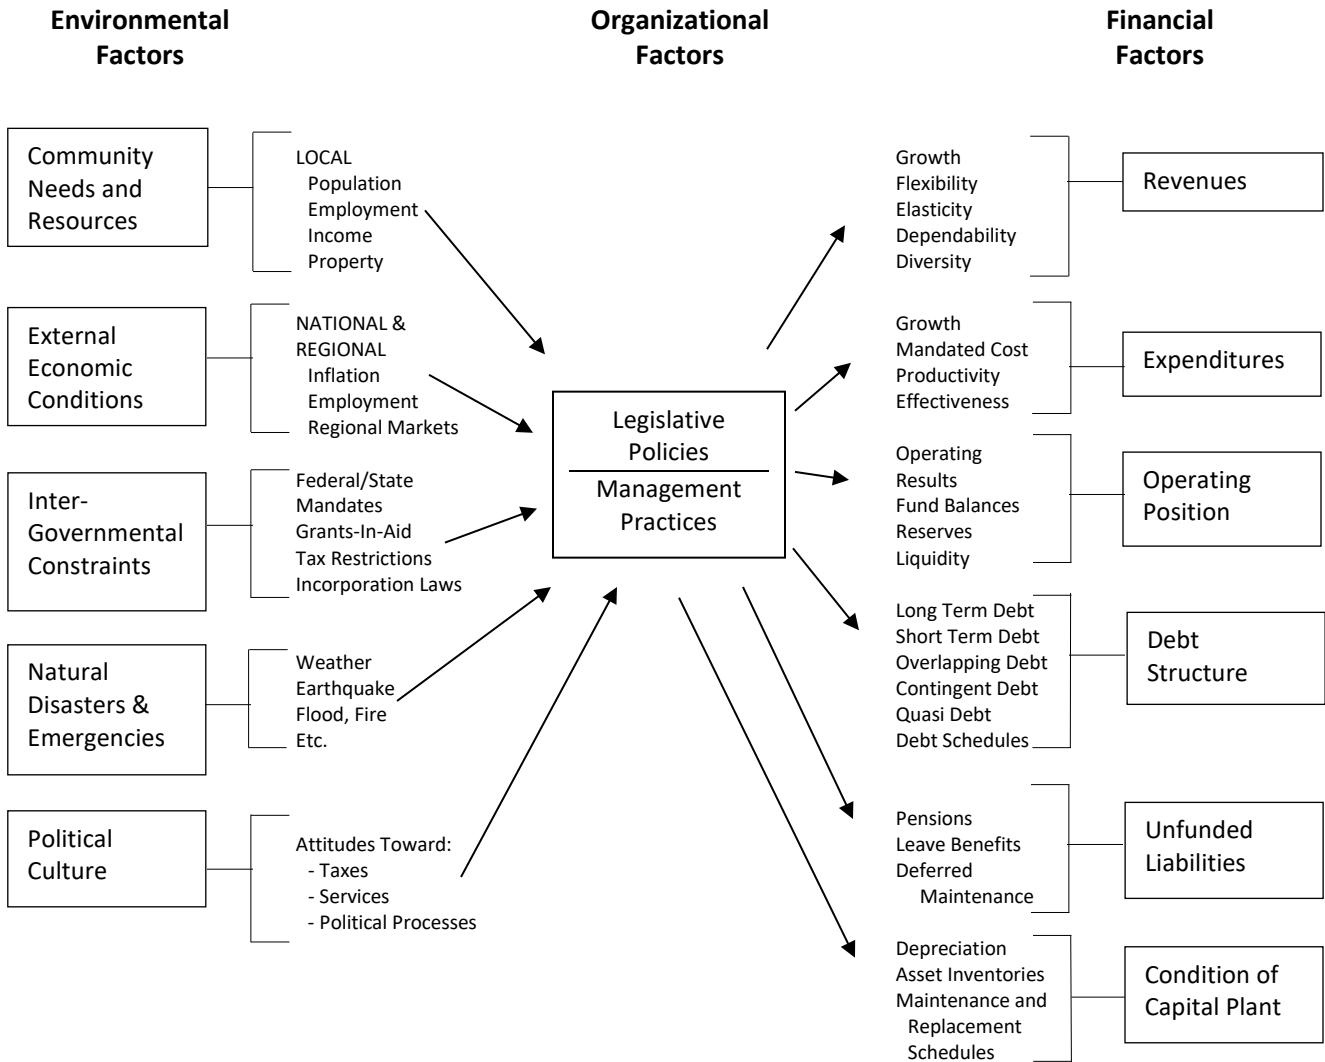 Environmental
Factors
Organizational
Factors
Financial
Factors
Community
Needs and
Resources
LOCAL
Population
Employment
Income
Property
External
Economic
Conditions
NATIONAL &
REGIONAL
Inflation
Employment
Regional Markets
Inter-
Governmental
Constraints
Federal/State
Mandates
Grants-In-Aid
Tax Restrictions
Incorporation Laws
Natural
Disasters &
Emergencies
Weather
Earthquake
Flood, Fire
Etc.
Political
Culture
Attitudes Toward:
- Taxes
- Services
- Political Processes
Legislative
Policies
Management
Practices
Growth
Flexibility
Elasticity
Dependability
Diversity
Revenues
Growth
Mandated Cost
Productivity
Effectiveness
Expenditures
Operating
Results
Fund Balances
Reserves
Liquidity
Operating
Position
Long Term Debt
Short Term Debt
Overlapping Debt
Contingent Debt
Quasi Debt
Debt Schedules
Debt
Structure
Pensions
Leave Benefits
Deferred
Maintenance
Unfunded
Liabilities
Depreciation
Asset Inventories
Maintenance and
Replacement
Schedules
Condition of
Capital Plant